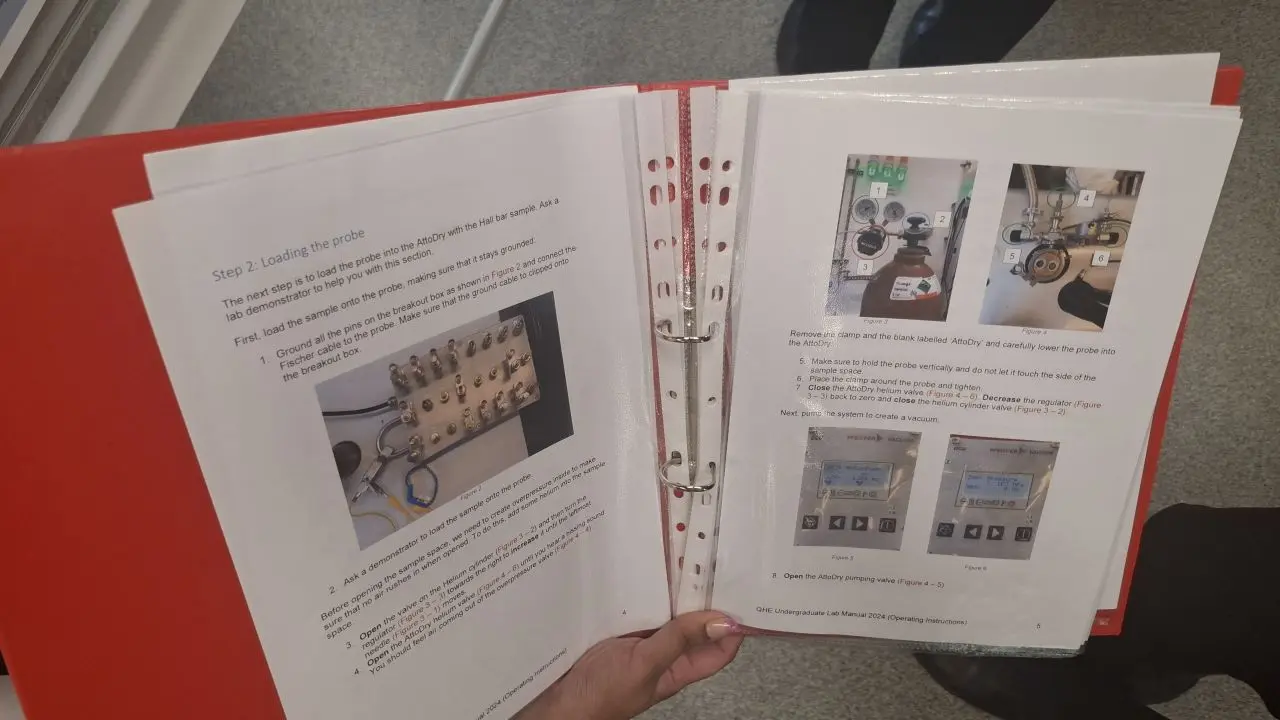 Step 2: Loading the probe
The next step is to load the probe into the AttoDry with the Hall bar sample. Ask a
lab demonstrator to help you with this section.
First, load the sample onto the probe, making sure that it stays grounded:
1. Ground all the pins on the breakout box as shown in Figure 2 and connect the
Fischer cable to the probe. Make sure that the ground cable to clipped onto
the breakout box.
Figure 2
2. Ask a demonstrator to load the sample onto the probe.
Before opening the sample space, we need to create overpressure inside to make
sure that no air rushes in when opened. To do this, add some helium into the sample
space
3. Open the valve on the Helium cylinder (Figure 3 – 2) and then turn the
regulator (Figure 3 – 3) towards the right to increase it until the leftmost
needle (Figure 3 – 1) moves.
4. Open the AttoDry helium valve (Figure 4 – 6) until you hear a hissing sound
You should feel air coming out of the overpressure valve (Figure 4 – 4)
4
ual 2024 (Operating Instructions)
1
2
3
Figure 3
4
5
6
Figure 4
Remove the clamp and the blank labelled 'AttoDry' and carefully lower the probe into
the AttoDry:
5. Make sure to hold the probe vertically and do not let it touch the side of the
sample space.
6. Place the clamp around the probe and tighten.
7. Close the AttoDry helium valve (Figure 4 – 6). Decrease the regulator (Figure
3 – 3) back to zero and close the helium cylinder valve (Figure 3 – 2).
Next, pump the system to create a vacuum.
Figure 5
Figure 6
8. Open the AttoDry pumping valve (Figure 4 – 5)
QHE Undergraduate Lab Manual 2024 (Operating Instructions)
5